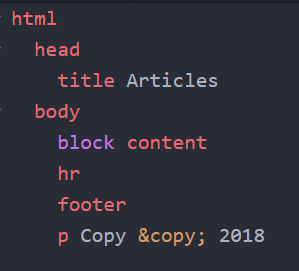 html
head
title Articles
body
block content
hr
footer
p Copy &copy; 2018